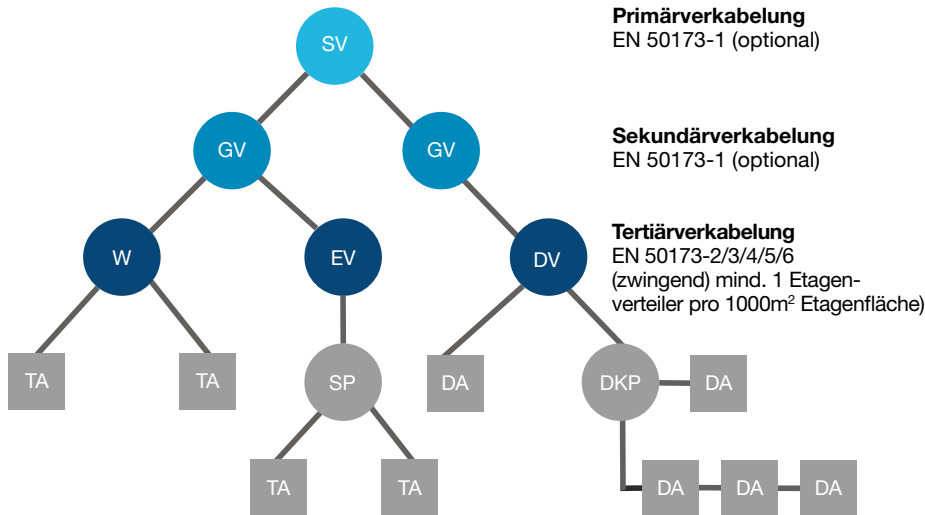 SV
Primärverkabelung
EN 50173-1 (optional)
GV
GV
Sekundärverkabelung
EN 50173-1 (optional)
W
EV
DV
Tertiärverkabelung
EN 50173-2/3/4/5/6
(zwingend) mind. 1 Etagen-
verteiler pro 1000m² Etagenfläche)
TA
TA
SP
DA
DKP
DA
TA
TA
DA
DA
DA